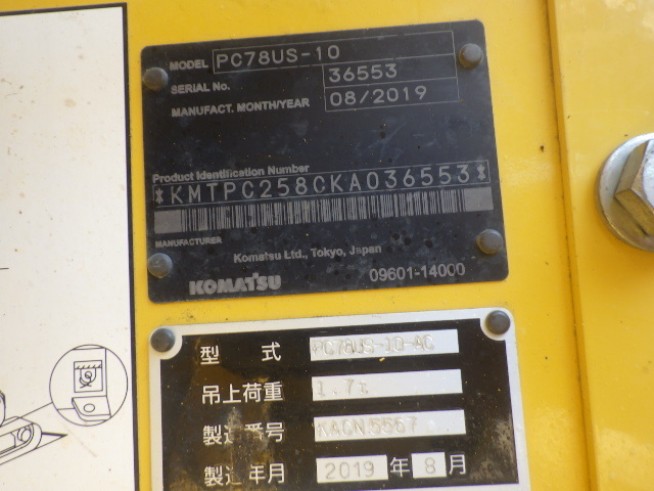 MODEL PC78US-10
SERIAL No. 36553
MANUFACT. MONTH/YEAR 08/2019
Product Identification Number
*KMTPC258CKA036553*
MANUFACTURER
Komatsu Ltd., Tokyo, Japan
KOMATSU 09601-14000
型 式 PC78US-10-AC
吊上荷重 1.7t
製造番号 KACN5567
製造年月 2019 年 8 月